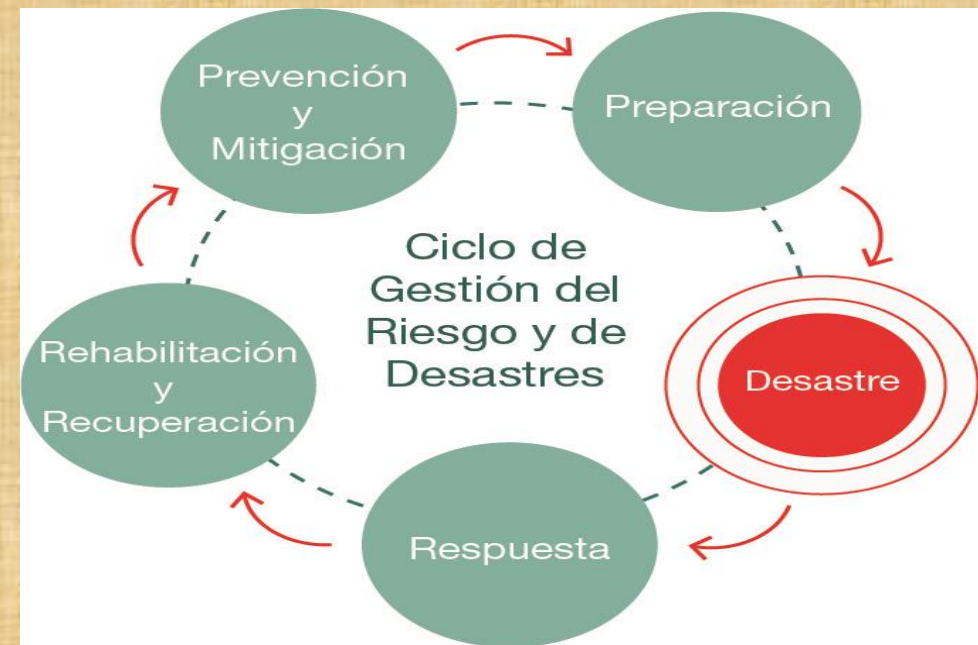 Prevención
y
Mitigación
Preparación
Ciclo de
Gestión del
Riesgo y de
Desastres
Desastre
Rehabilitación
y
Recuperación
Respuesta